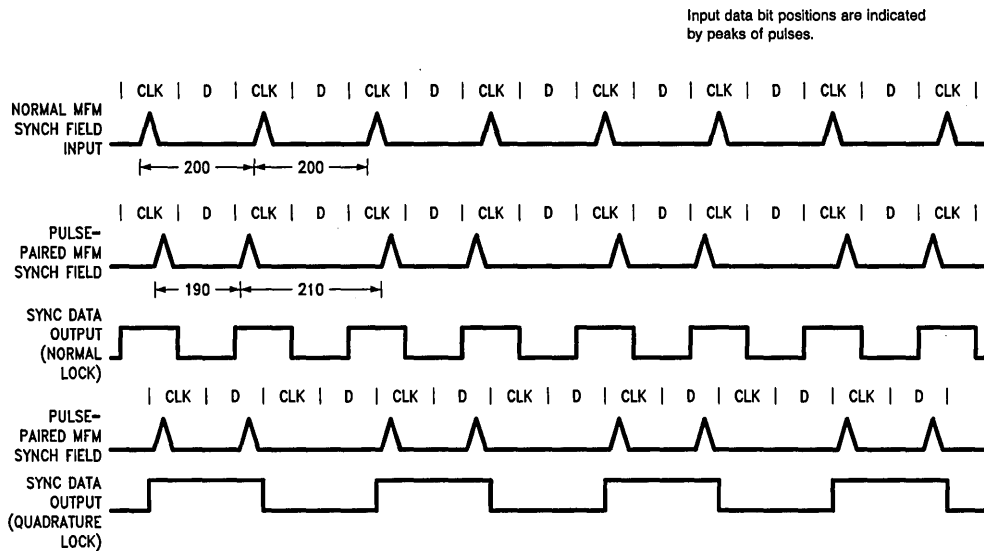 Input data bit positions are indicated
by peaks of pulses.
| CLK | D | CLK | D | CLK | D | CLK | D | CLK | D | CLK | D | CLK | D | CLK |
NORMAL MFM
SYNCH FIELD
INPUT
200 200
| CLK | D | CLK | D | CLK | D | CLK | D | CLK | D | CLK | D | CLK | D | CLK |
PULSE-
PAIRED MFM
SYNCH FIELD
190 210
SYNC DATA
OUTPUT
(NORMAL
LOCK)
| CLK | D | CLK | D | CLK | D | CLK | D | CLK | D | CLK | D | CLK | D |
PULSE-
PAIRED MFM
SYNCH FIELD
SYNC DATA
OUTPUT
(QUADRATURE
LOCK)